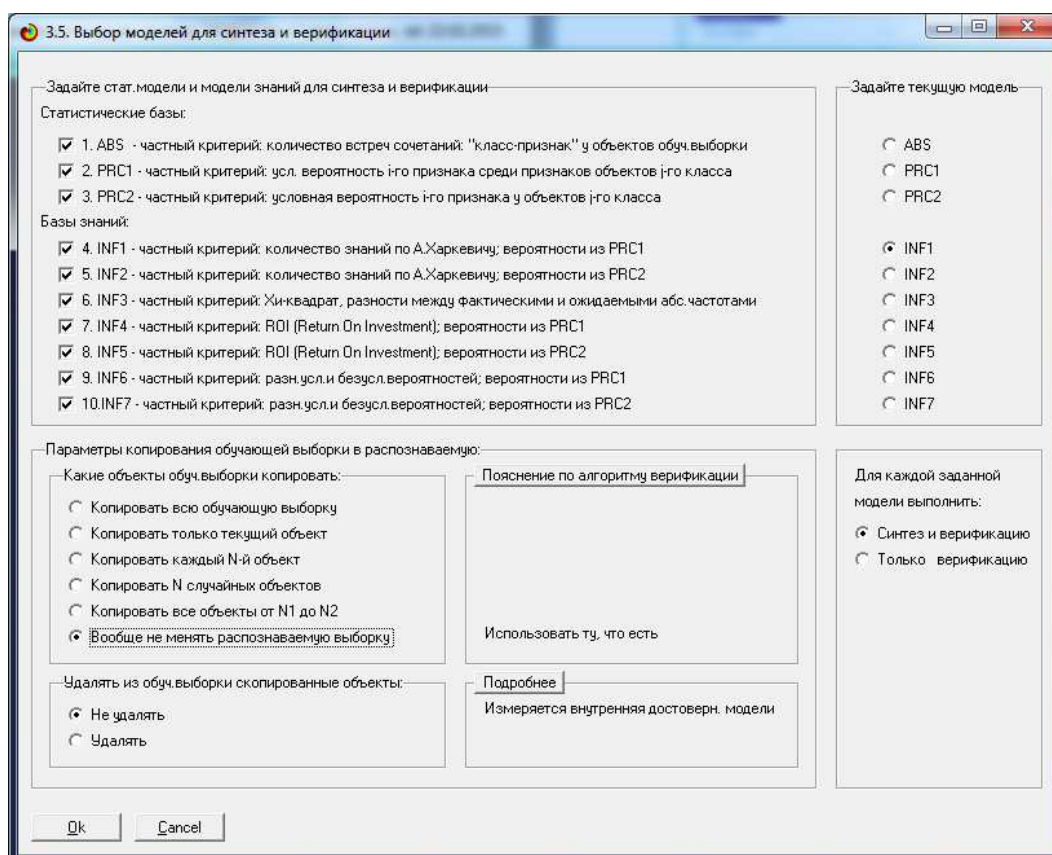 3.5. Выбор моделей для синтеза и верификации
Задайте стат.модели и модели знаний для синтеза и верификации
Статистические базы:
1. ABS - частный критерий: количество встреч сочетаний: "класс-признак" у объектов обуч.выборки
2. PRC1 - частный критерий: усл. вероятность i-го признака среди признаков объектов j-го класса
3. PRC2 - частный критерий: условная вероятность i-го признака у объектов j-го класса
Базы знаний:
4. INF1 - частный критерий: количество знаний по А.Харкевичу; вероятности из PRC1
5. INF2 - частный критерий: количество знаний по А.Харкевичу; вероятности из PRC2
6. INF3 - частный критерий: Хи-квадрат, разности между фактическими и ожидаемыми абс.частотами
7. INF4 - частный критерий: ROI (Return On Investment); вероятности из PRC1
8. INF5 - частный критерий: ROI (Return On Investment); вероятности из PRC2
9. INF6 - частный критерий: разн.усл.и безусл.вероятностей; вероятности из PRC1
10.INF7 - частный критерий: разн.усл.и безусл.вероятностей; вероятности из PRC2
Задайте текущую модель
ABS
PRC1
PRC2
INF1
INF2
INF3
INF4
INF5
INF6
INF7
Параметры копирования обучающей выборки в распознаваемую:
Какие объекты обуч.выборки копировать:
Копировать всю обучающую выборку
Копировать только текущий объект
Копировать каждый N-й объект
Копировать N случайных объектов
Копировать все объекты от N1 до N2
Вообще не менять распознаваемую выборку
Пояснение по алгоритму верификации
Использовать ту, что есть
Удалять из обуч.выборки скопированные объекты:
Не удалять
Удалять
Подробнее
Измеряется внутренняя достоверн. модели
Для каждой заданной
модели выполнить:
Синтез и верификацию
Только верификацию
Ok
Cancel